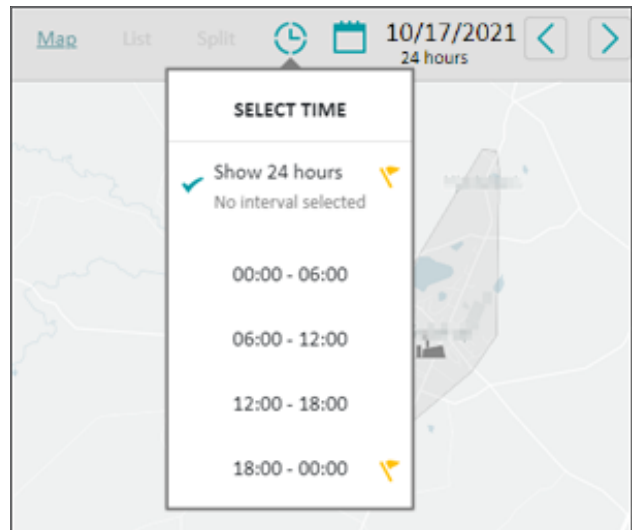 Map List Split 10/17/2021
24 hours
SELECT TIME
Show 24 hours
No interval selected
00:00 - 06:00
06:00 - 12:00
12:00 - 18:00
18:00 - 00:00